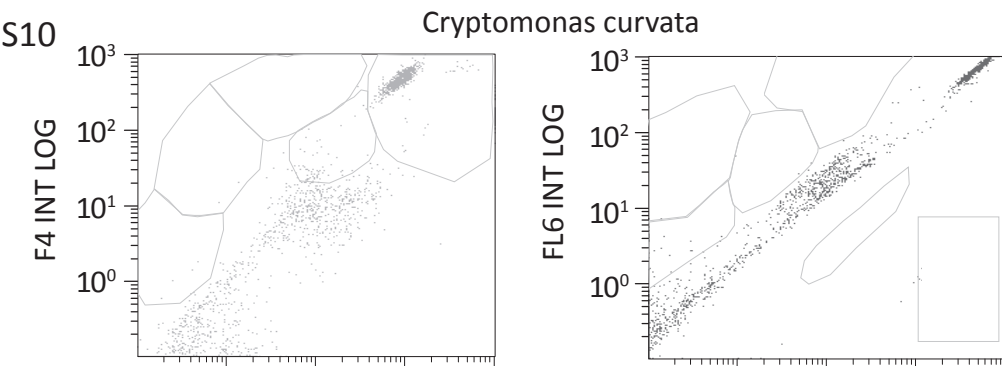 S10
Cryptomonas curvata
F4 INT LOG
10³
10²
10¹
10⁰
FL6 INT LOG
10³
10²
10¹
10⁰